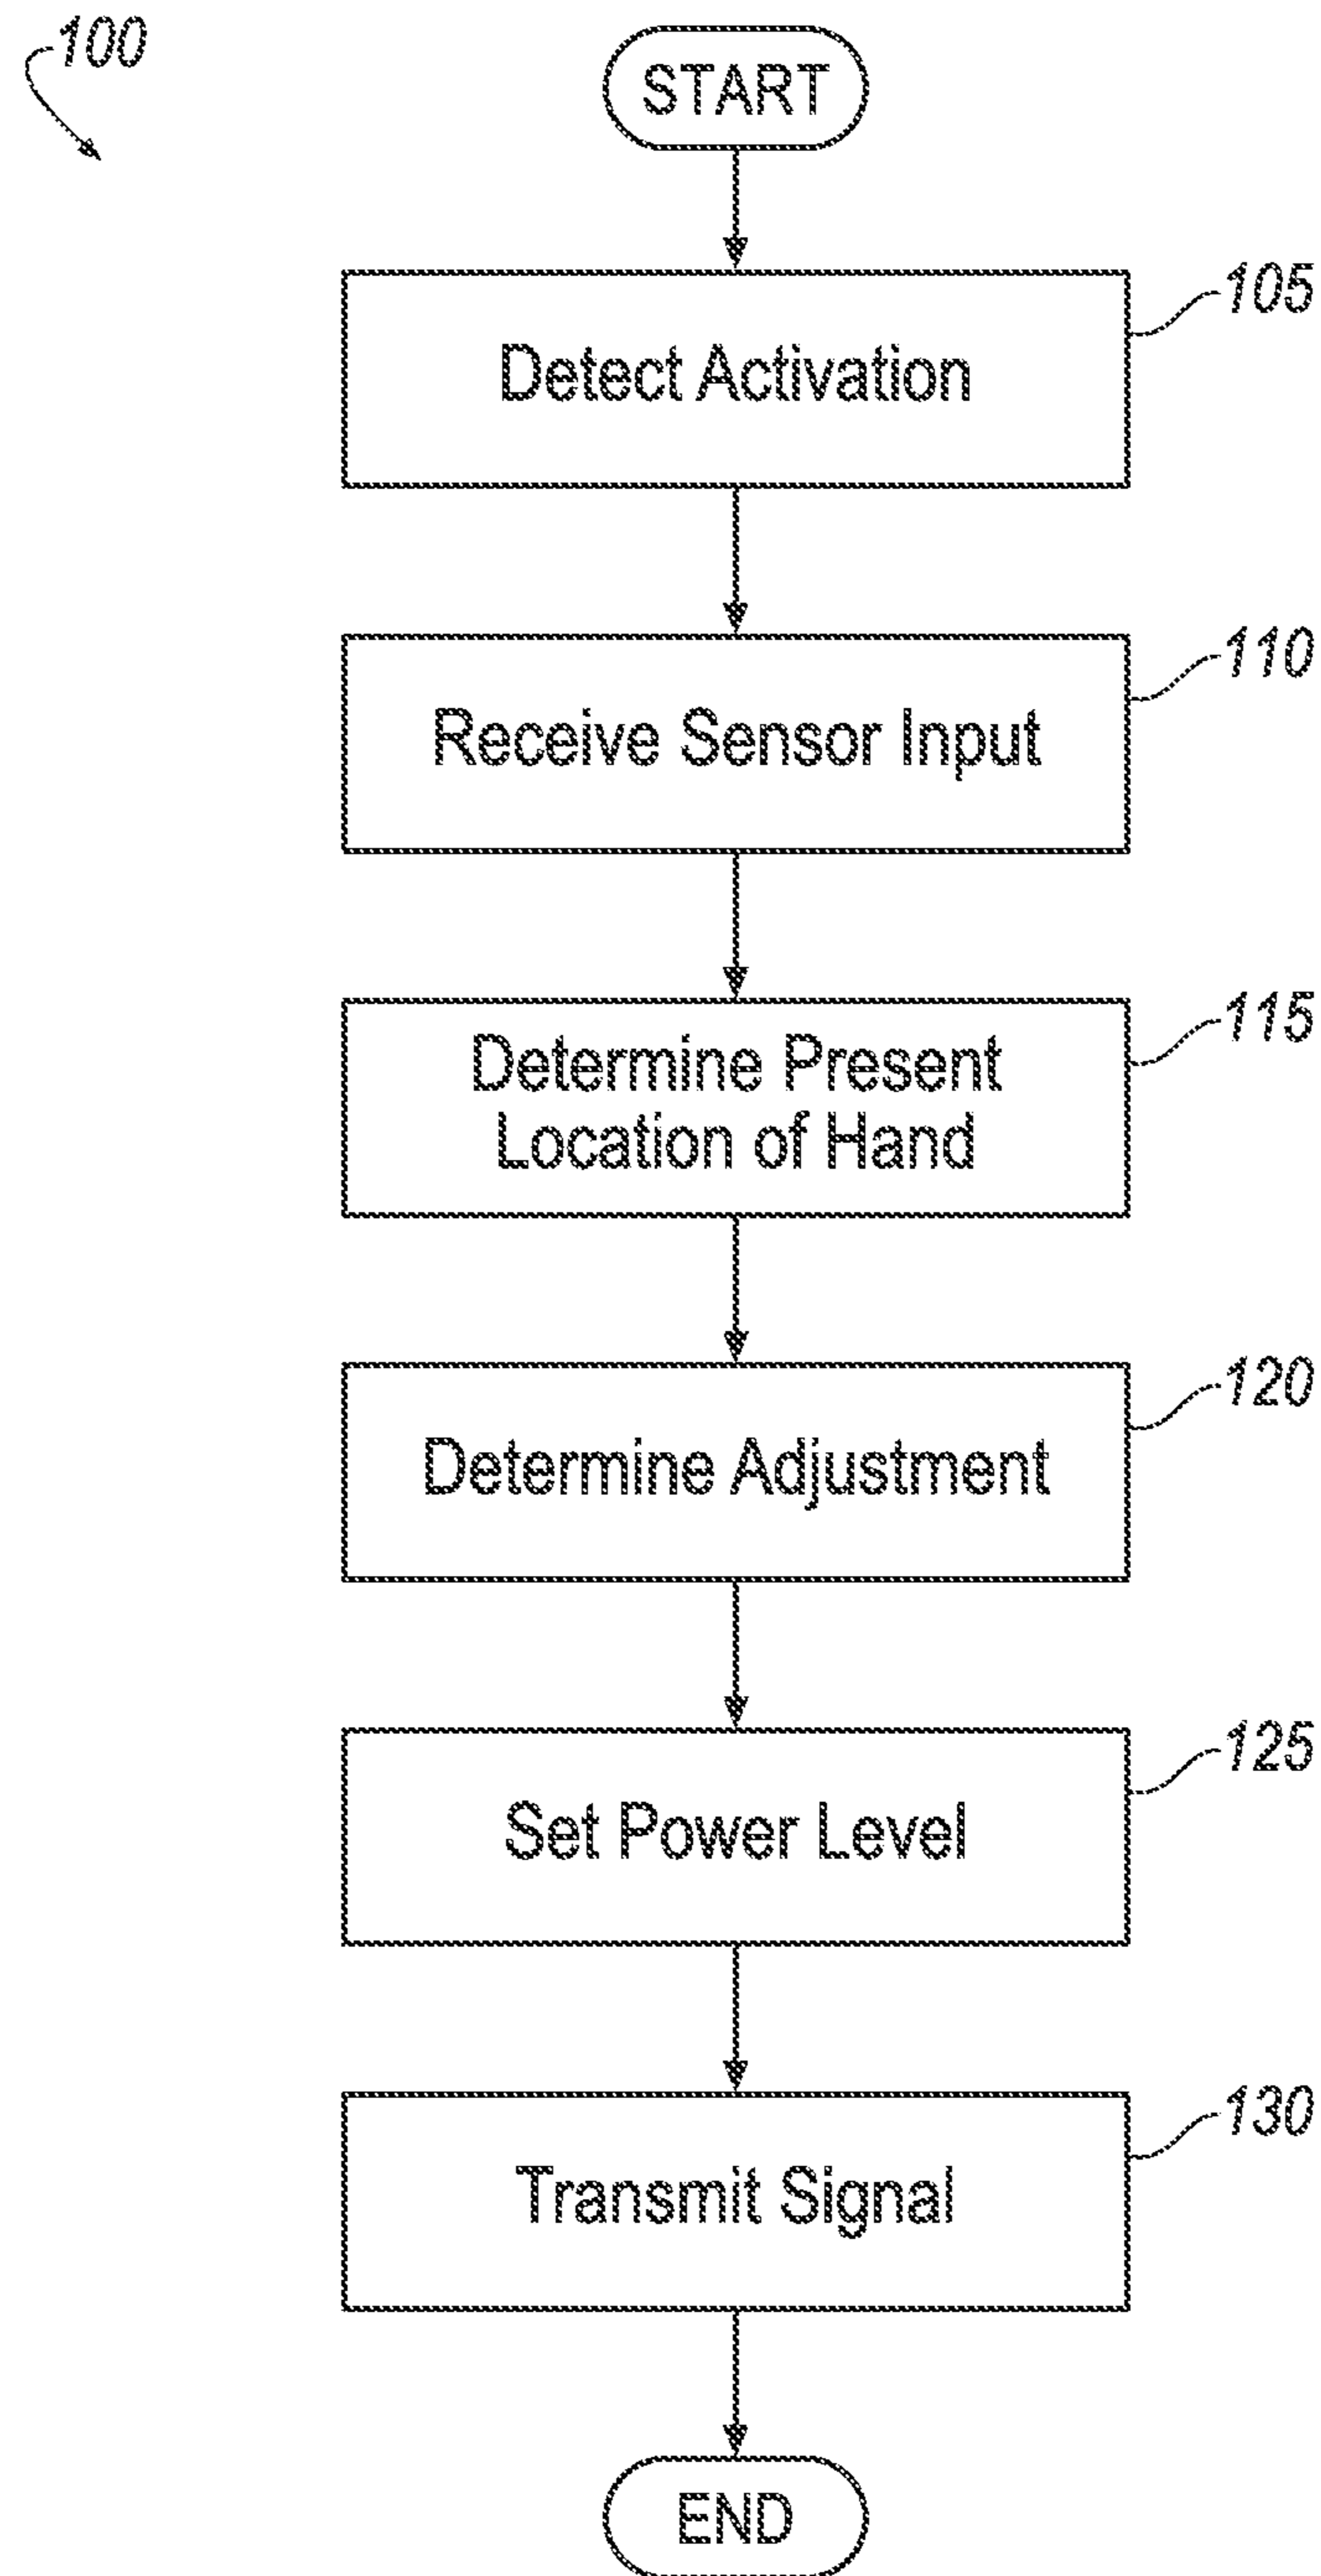 100
START
105
Detect Activation
110
Receive Sensor Input
115
Determine Present
Location of Hand
120
Determine Adjustment
125
Set Power Level
130
Transmit Signal
END